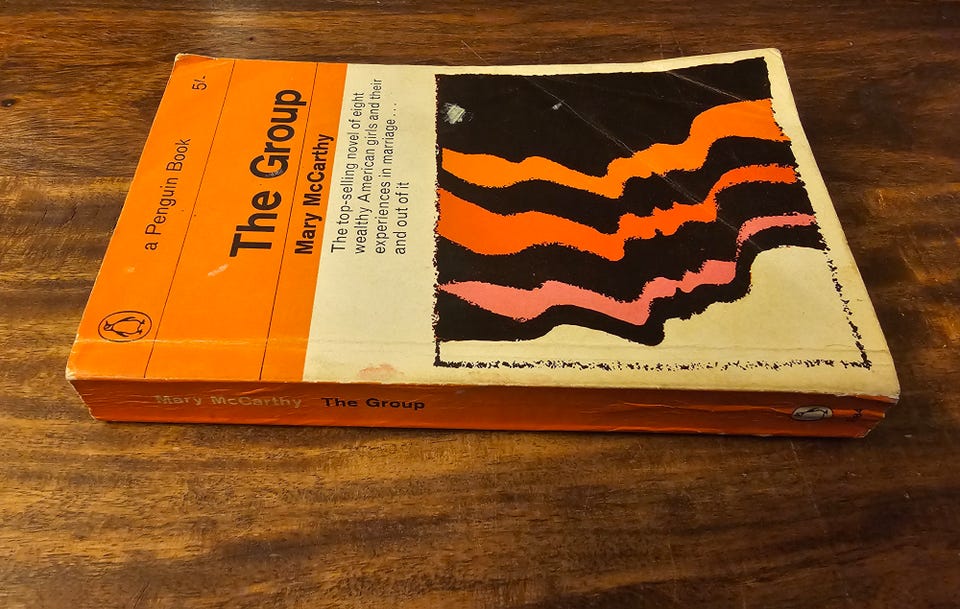 a Penguin Book
5/-
The Group
Mary McCarthy
The top-selling novel of eight
wealthy American girls and their
experiences in marriage...
and out of it
Mary McCarthy The Group